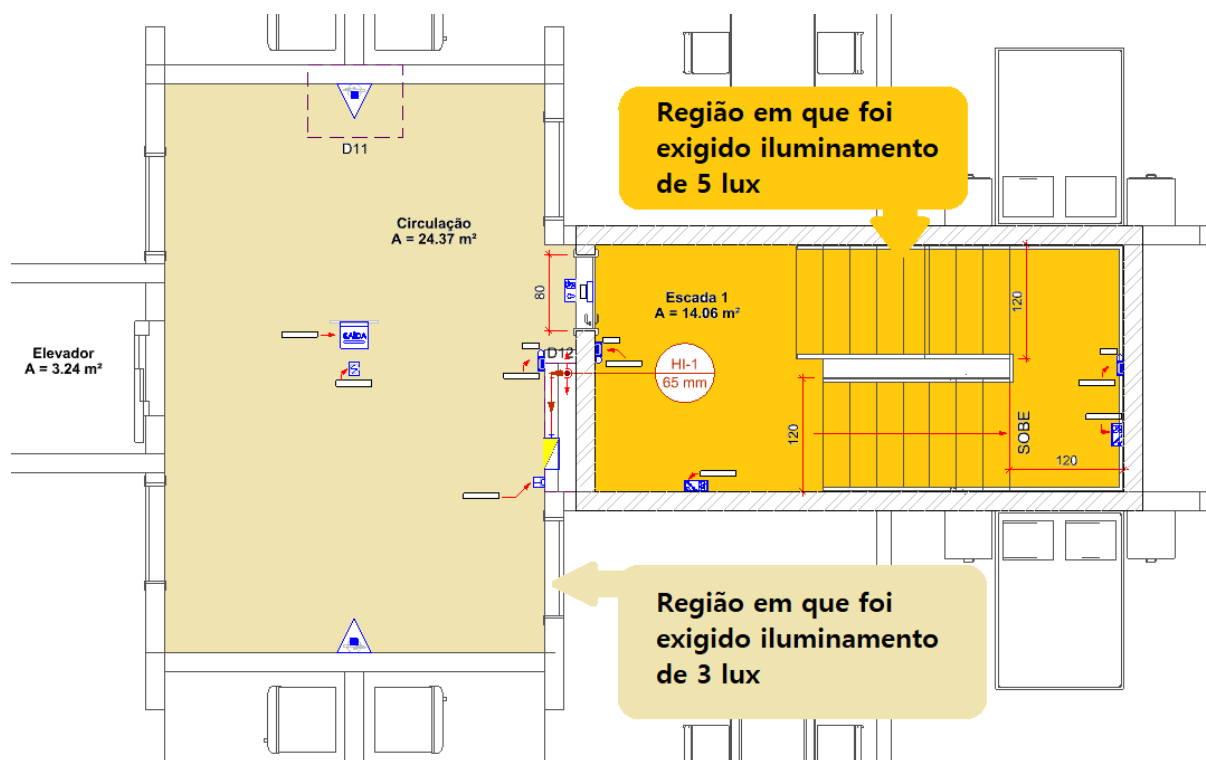 Região em que foi
exigido iluminamento
de 5 lux
D11
Circulação
A = 24.37 m²
80
Escada 1
A = 14.06 m²
120
SAÍDA
Elevador
A = 3.24 m²
D12
HI-1
65 mm
120
SOBE
120
Região em que foi
exigido iluminamento
de 3 lux